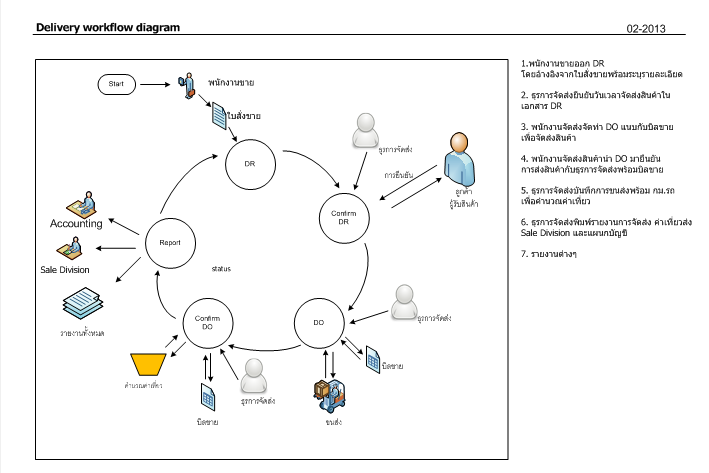 Delivery workflow diagram
02-2013
Start
พนักงานขาย
ใบสั่งขาย
DR
ธุรการจัดส่ง
การยืนยัน
ลูกค้า
ผู้รับสินค้า
Confirm
DR
Accounting
Report
Sale Division
status
รายงานทั้งหมด
Confirm
DO
DO
ธุรการจัดส่ง
บิลขาย
คำนวณค่าเที่ยว
ธุรการจัดส่ง
บิลขาย
ขนส่ง
1.พนักงานขายออก DR
โดยอ้างอิงจากใบสั่งขายพร้อมระบุรายละเอียด
2. ธุรการจัดส่งยืนยันวันเวลาจัดส่งสินค้าใน
เอกสาร DR
3. พนักงานจัดส่งจัดทำ DO แนบกับบิลขาย
เพื่อจัดส่งสินค้า
4. พนักงานจัดส่งสินค้านำ DO มายืนยัน
การส่งสินค้ากับธุรการจัดส่งพร้อมบิลขาย
5. ธุรการจัดส่งบันทึกการขนส่งพร้อม กม.รถ
เพื่อคำนวณค่าเที่ยว
6. ธุรการจัดส่งพิมพ์รายงานการจัดส่ง ค่าเที่ยวส่ง
Sale Division และแผนกบัญชี
7. รายงานต่างๆ